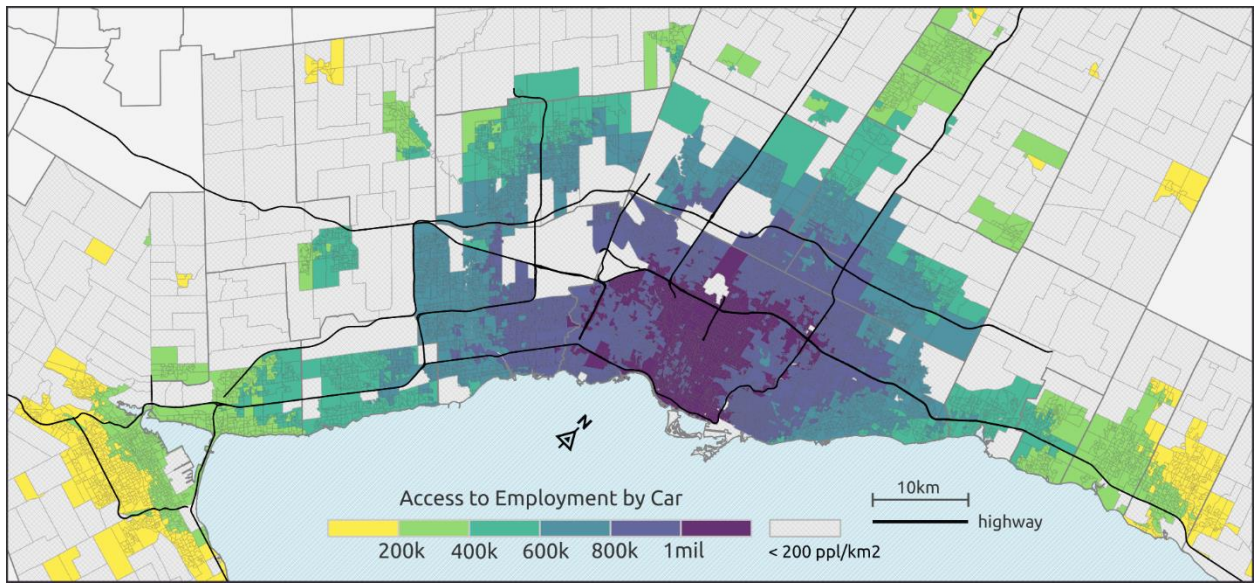 N
Access to Employment by Car
200k 400k 600k 800k 1mil
< 200 ppl/km2
10km
highway